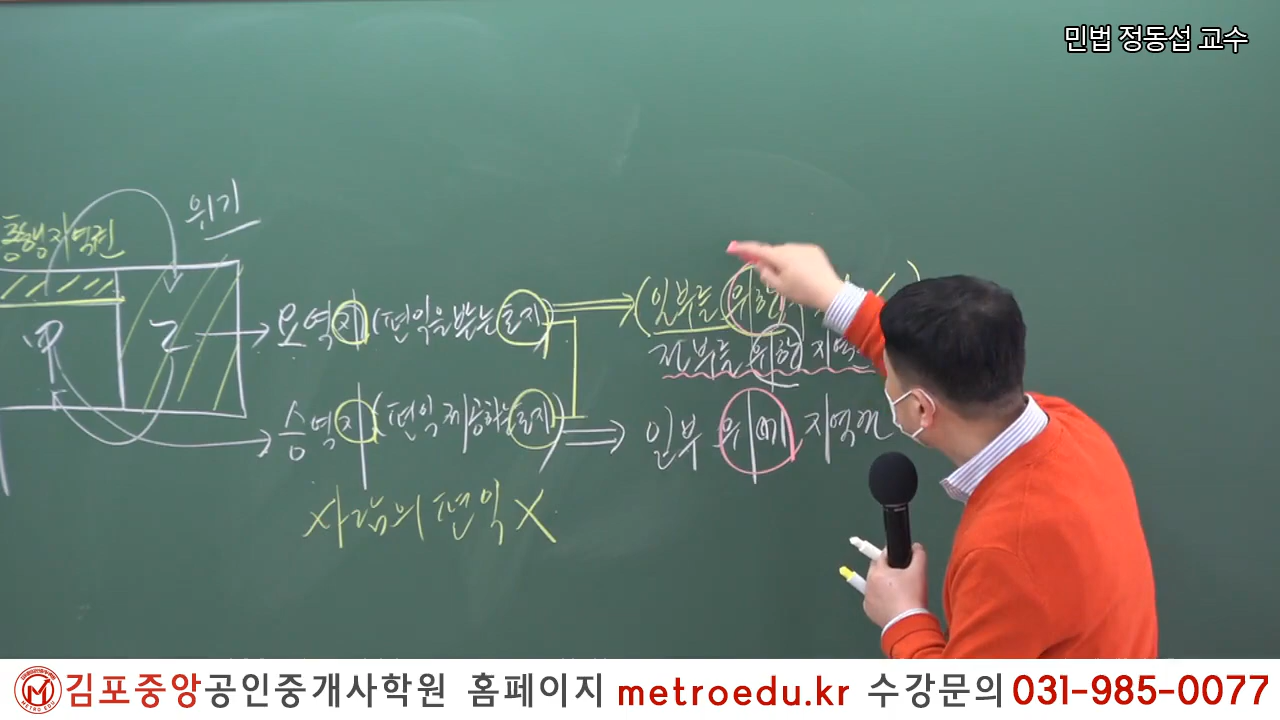 민법 정동섭 교수
위기
통행지역권
甲 乙
요역지 (편익을 받는 토지) (일부를 위한
전부를 위한 지역
승역지 (편익 제공하는 토지) 일부 위에 지역권
사람의 편익 X
METRO EDU
김포중앙공인중개사학원 홈페이지 metroedu.kr 수강문의 031-985-0077